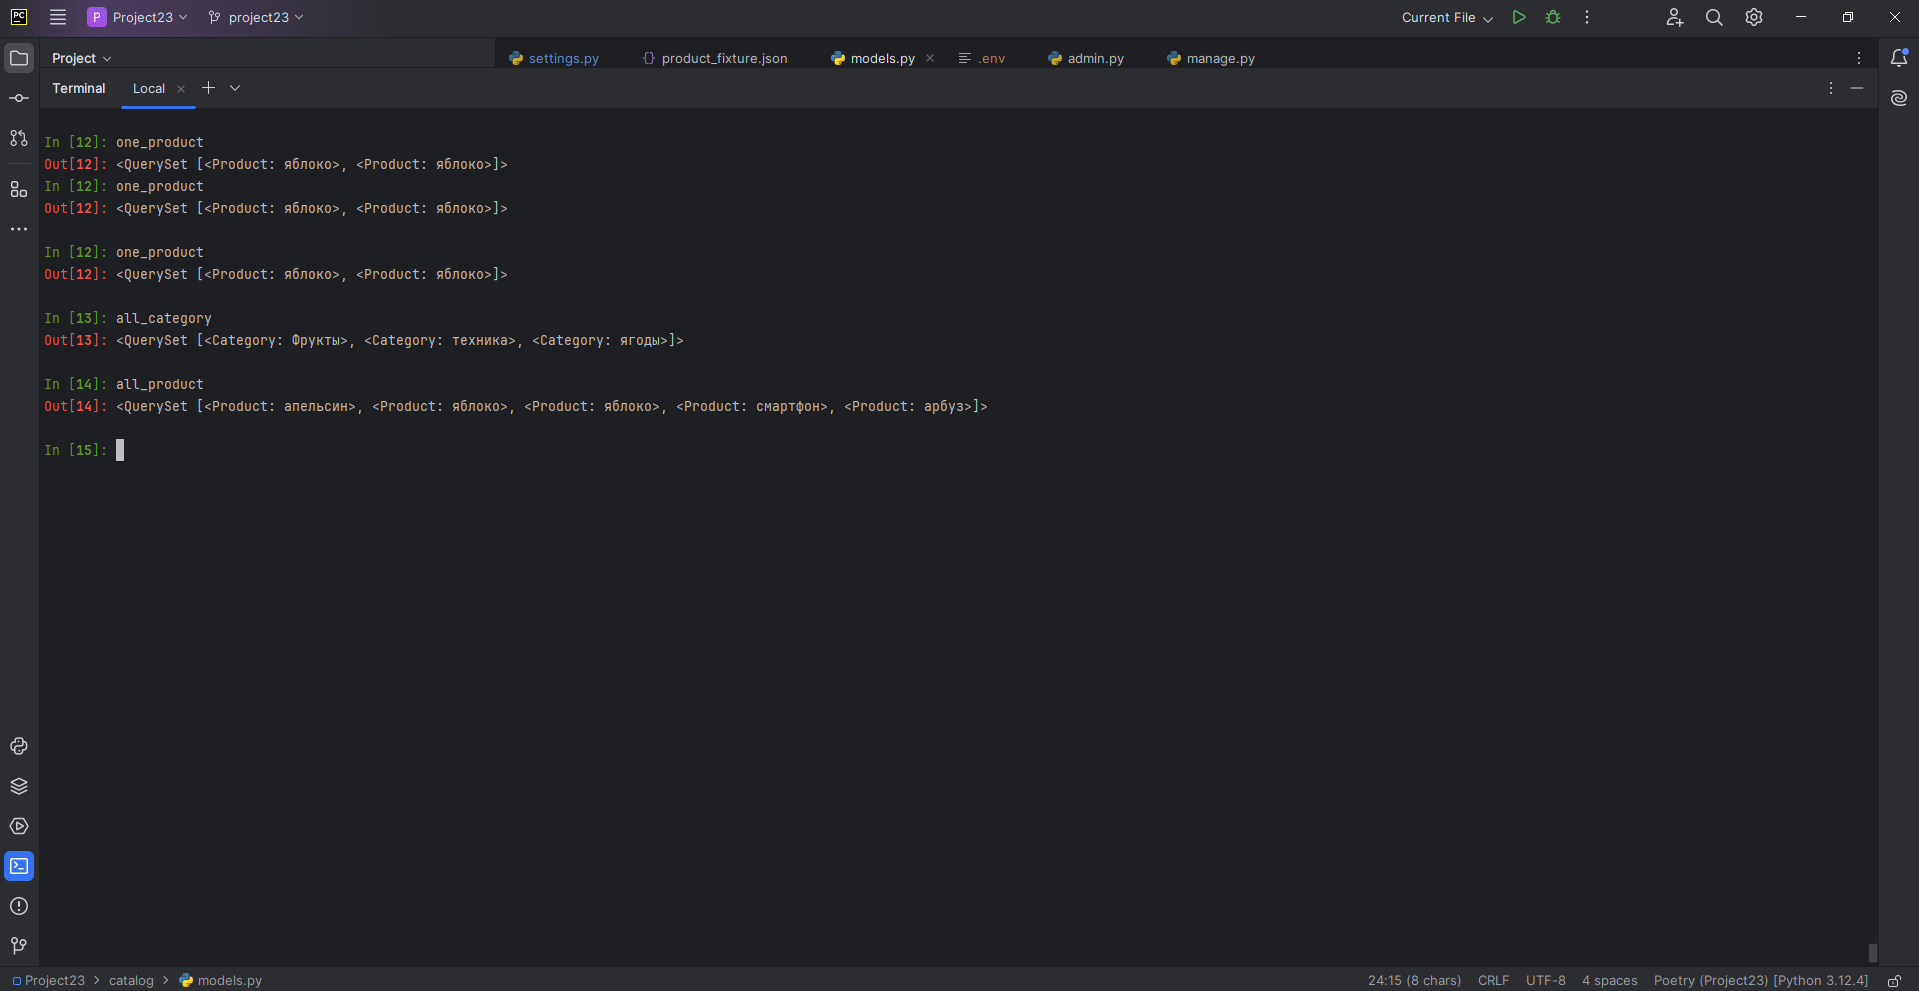 PC Project23 project23 Current File
Project settings.py {} product_fixture.json models.py .env admin.py manage.py
Terminal Local
In [12]: one_product
Out[12]: <QuerySet [<Product: яблоко>, <Product: яблоко>]>
In [12]: one_product
Out[12]: <QuerySet [<Product: яблоко>, <Product: яблоко>]>
In [12]: one_product
Out[12]: <QuerySet [<Product: яблоко>, <Product: яблоко>]>
In [13]: all_category
Out[13]: <QuerySet [<Category: Фрукты>, <Category: техника>, <Category: ягоды>]>
In [14]: all_product
Out[14]: <QuerySet [<Product: апельсин>, <Product: яблоко>, <Product: яблоко>, <Product: смартфон>, <Product: арбуз>]>
In [15]:
Project23 > catalog > models.py 24:15 (8 chars) CRLF UTF-8 4 spaces Poetry (Project23) [Python 3.12.4]